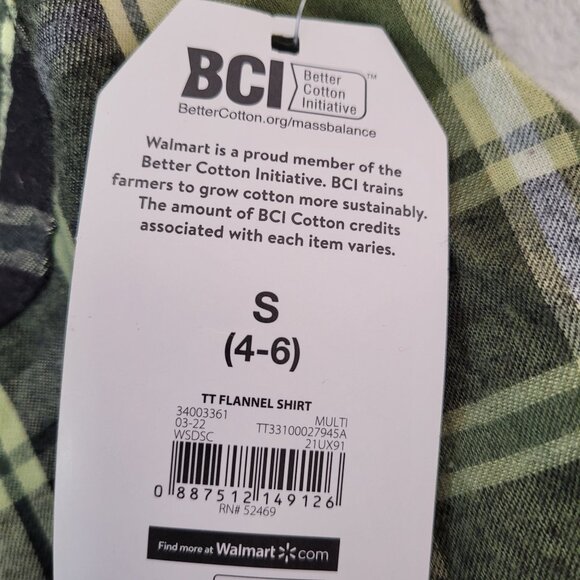 BCI Better
Cotton
Initiative™
BetterCotton.org/massbalance
Walmart is a proud member of the
Better Cotton Initiative. BCI trains
farmers to grow cotton more sustainably.
The amount of BCI Cotton credits
associated with each item varies.
S
(4-6)
TT FLANNEL SHIRT
34003361 MULTI
03-22 TT33100027945A
WSDSC 21UX91
0 887512 149126
RN# 52469
Find more at Walmart.com